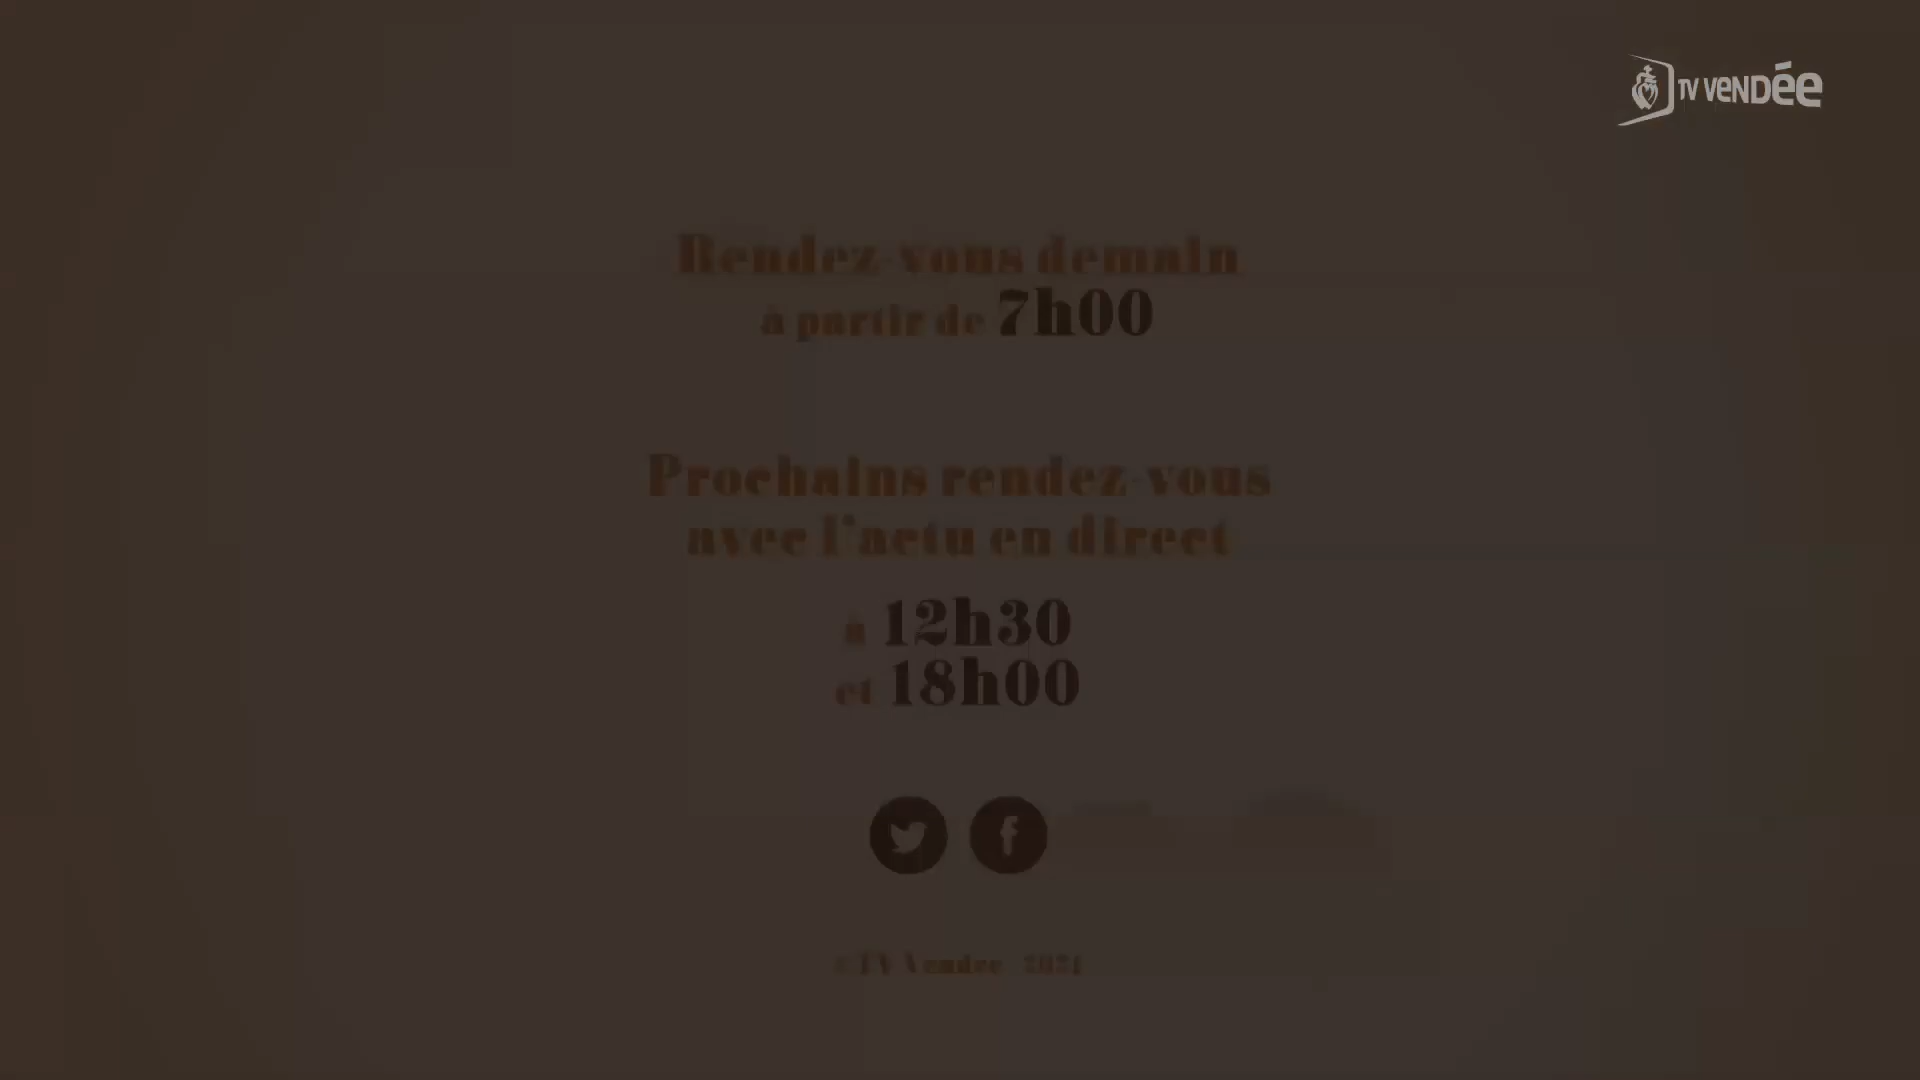 TV VENDÉE
Rendez-vous demain
à partir de 7h00
Prochains rendez-vous
avec l'actu en direct
à 12h30
et 18h00
©TV Vendée